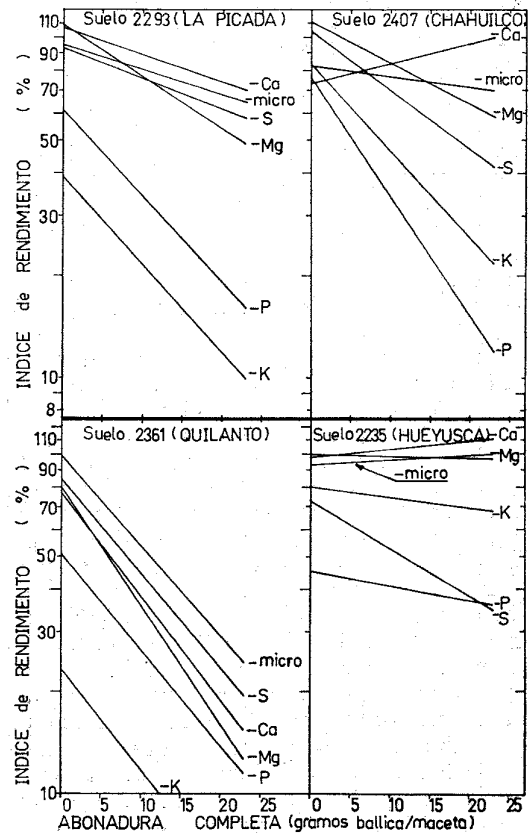 Suelo 2293 (LA PICADA)
110
90
70
50
30
10
8
INDICE de RENDIMIENTO ( % )
-Ca
-micro
-S
-Mg
-P
-K
Suelo 2407 (CHAHUILCO)
-Ca
-micro
-Mg
-S
-K
-P
Suelo 2361 (QUILANTO)
110
90
70
50
30
10
INDICE de RENDIMIENTO ( % )
-micro
-S
-Ca
-Mg
-P
-K
Suelo 2235 (HUEYUSCA)
-Ca
-Mg
-micro
-K
-P
-S
0 5 10 15 20 25 0 5 10 15 20 25
ABONADURA COMPLETA (gramos ballica/maceta)